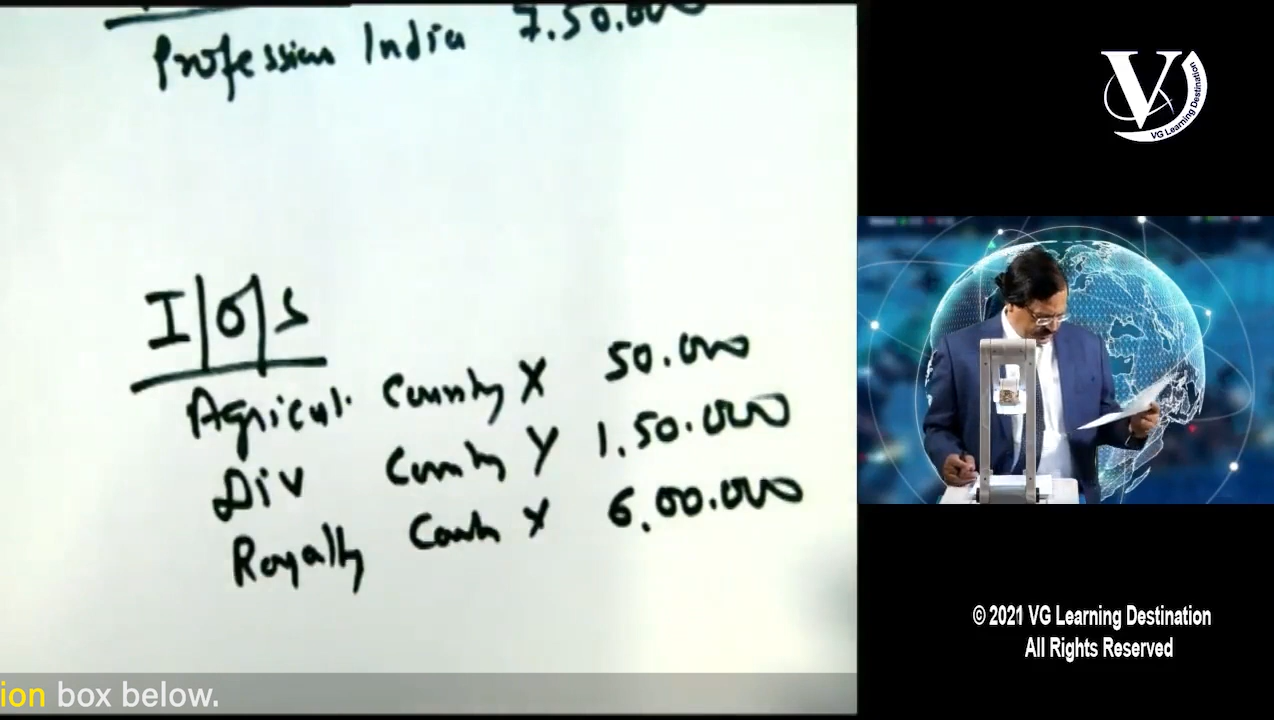 Profession India 7.50.000
I/O/S
Agricul. Country X 50.000
Div Country Y 1.50.000
Royalty Count X 6.00.000
V
VG Learning Destination
© 2021 VG Learning Destination
All Rights Reserved
ion box below.